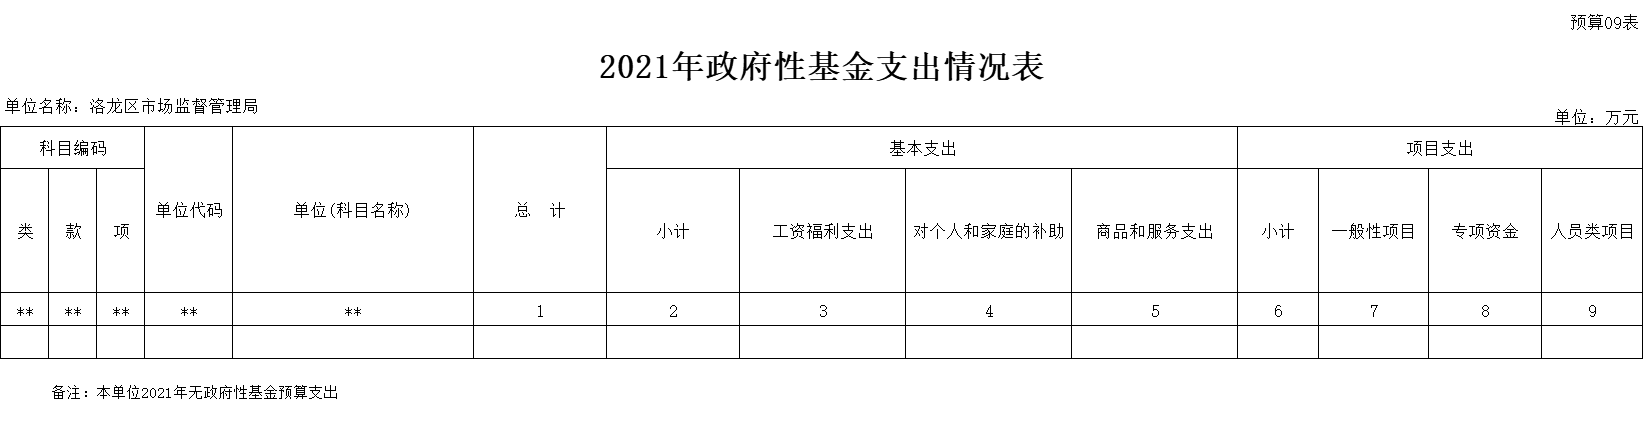 预算09表
2021年政府性基金支出情况表
单位名称：洛龙区市场监督管理局
单位：万元
科目编码 单位代码 单位(科目名称) 总 计 基本支出 项目支出
类 款 项 小计 工资福利支出 对个人和家庭的补助 商品和服务支出 小计 一般性项目 专项资金 人员类项目
** ** ** ** ** 1 2 3 4 5 6 7 8 9
备注：本单位2021年无政府性基金预算支出